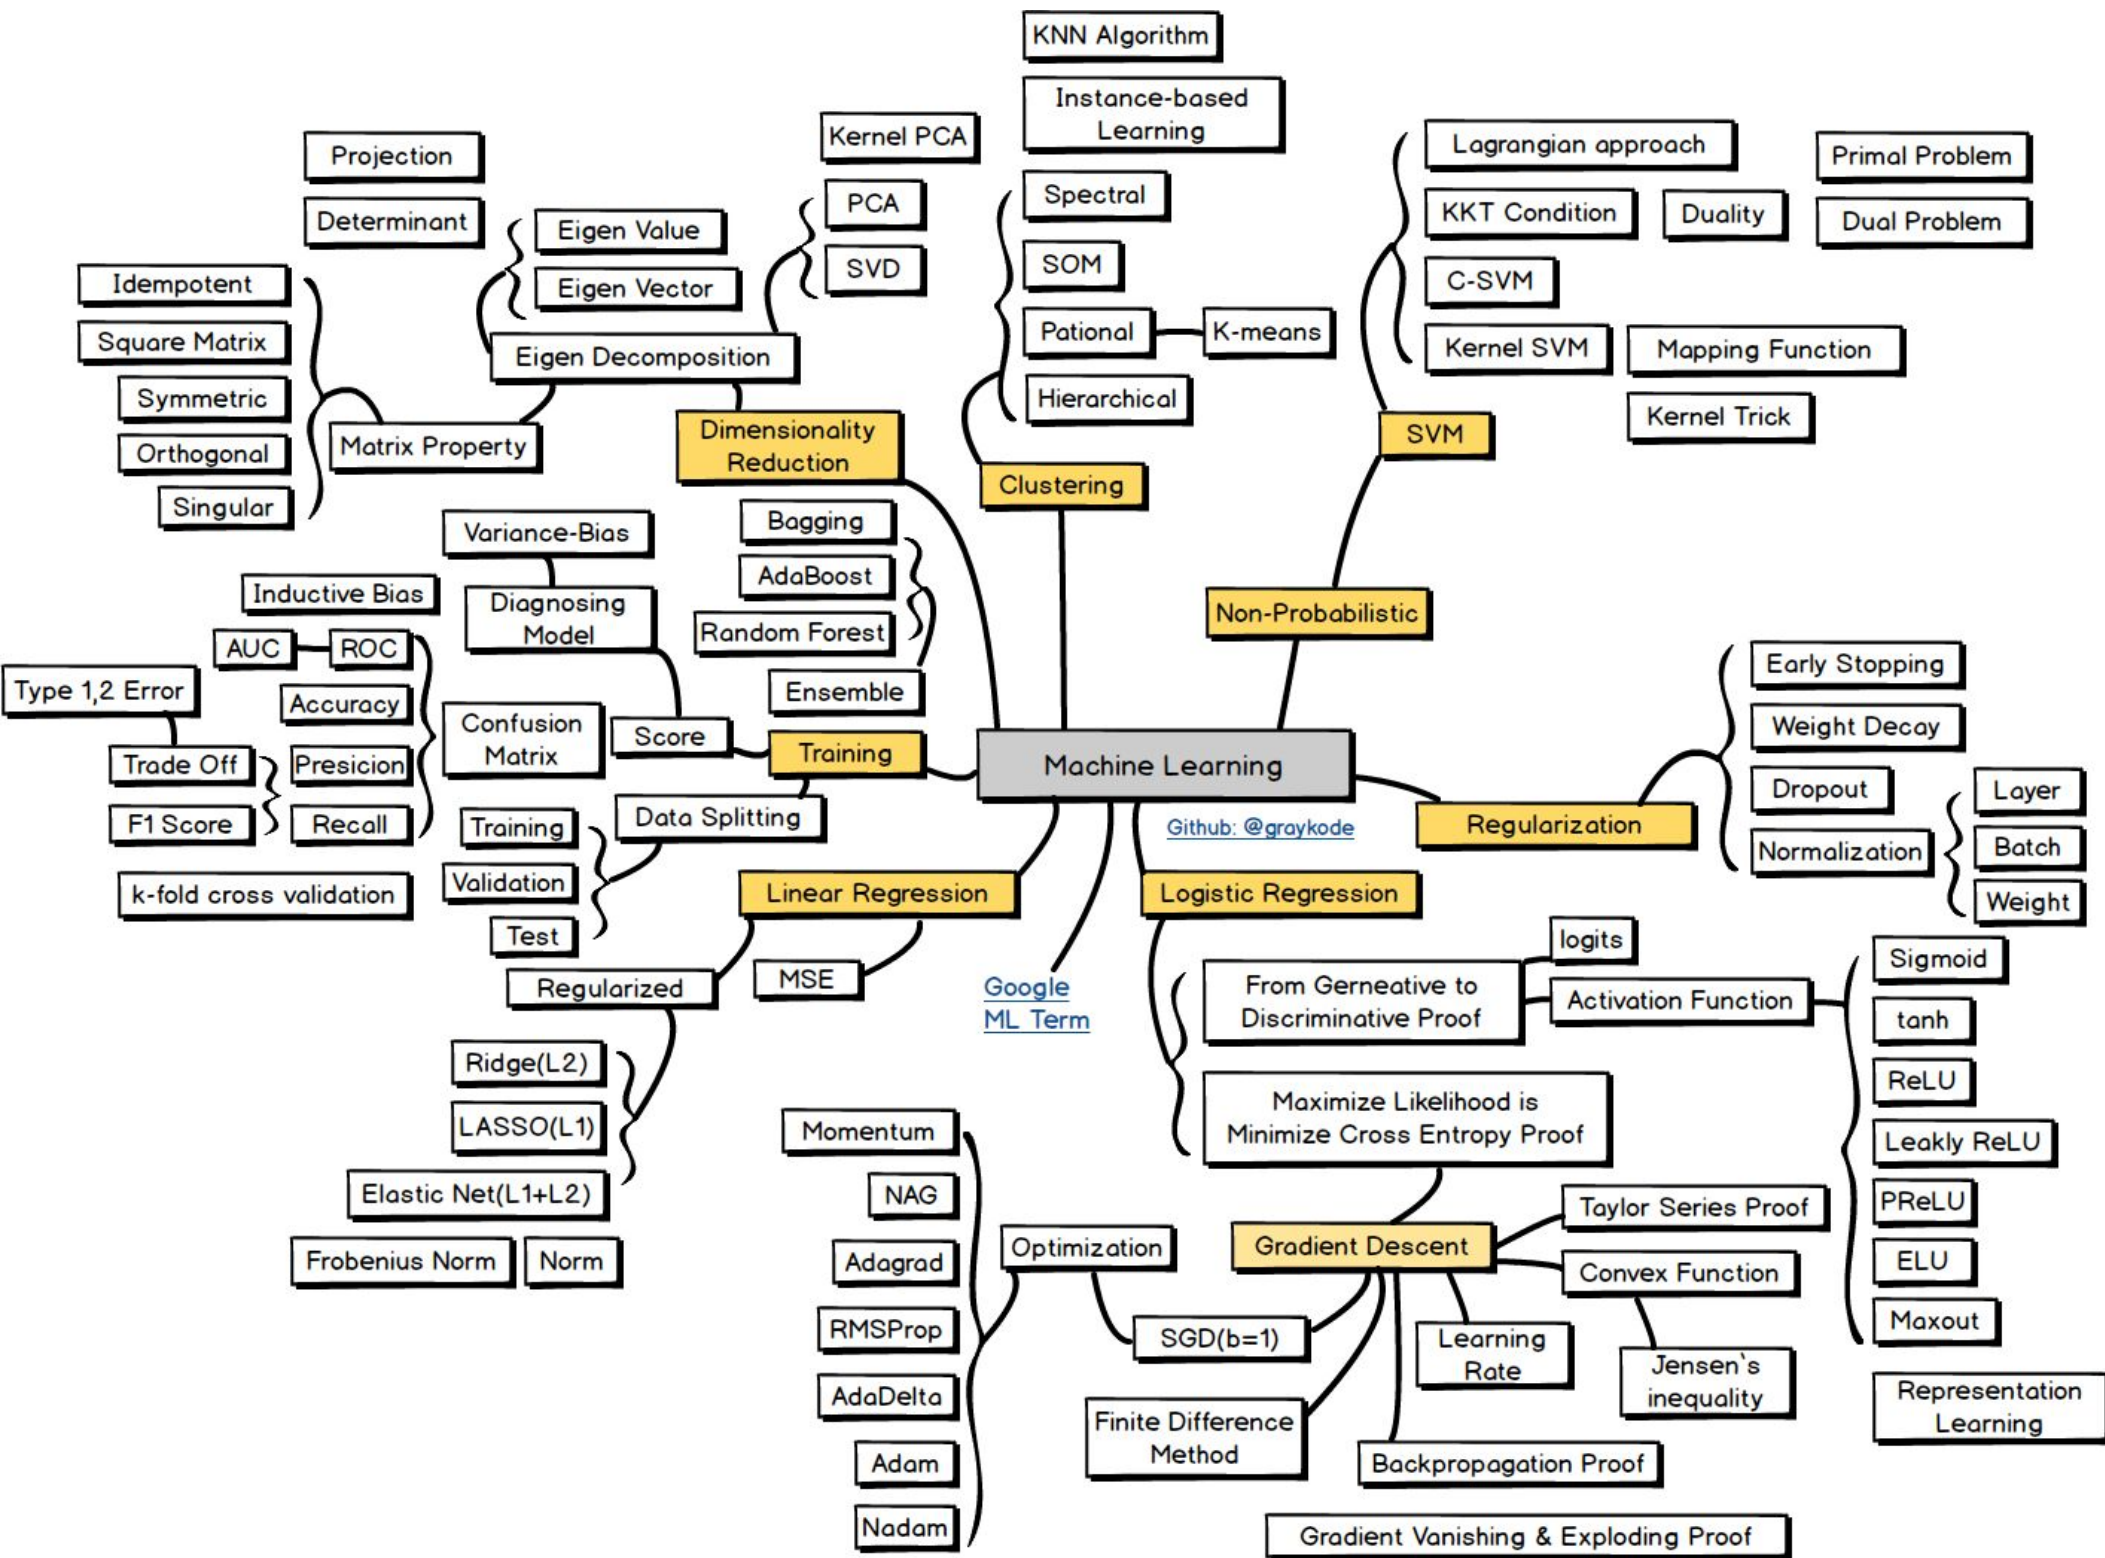 KNN Algorithm
Instance-based
Learning
Kernel PCA
PCA
SVD
Projection
Determinant
Eigen Value
Eigen Vector
Eigen Decomposition
Idempotent
Square Matrix
Symmetric
Orthogonal
Singular
Matrix Property
Dimensionality
Reduction
Spectral
SOM
Pational
K-means
Hierarchical
Clustering
Lagrangian approach
Primal Problem
KKT Condition
Duality
Dual Problem
C-SVM
Kernel SVM
Mapping Function
Kernel Trick
SVM
Non-Probabilistic
Variance-Bias
Diagnosing
Model
Bagging
AdaBoost
Random Forest
Ensemble
Inductive Bias
AUC
ROC
Type 1,2 Error
Accuracy
Confusion
Matrix
Score
Training
Machine Learning
Trade Off
Presicion
F1 Score
Recall
k-fold cross validation
Data Splitting
Training
Validation
Test
Github: @graykode
Early Stopping
Weight Decay
Dropout
Normalization
Layer
Batch
Weight
Regularization
Linear Regression
Regularized
MSE
Google
ML Term
Logistic Regression
Ridge(L2)
LASSO(L1)
Elastic Net(L1+L2)
Frobenius Norm
Norm
From Gerneative to
Discriminative Proof
logits
Activation Function
Sigmoid
tanh
ReLU
Leakly ReLU
PReLU
ELU
Maxout
Representation
Learning
Maximize Likelihood is
Minimize Cross Entropy Proof
Momentum
NAG
Adagrad
RMSProp
AdaDelta
Adam
Nadam
Optimization
Gradient Descent
Taylor Series Proof
Convex Function
SGD(b=1)
Learning
Rate
Jensen`s
inequality
Finite Difference
Method
Backpropagation Proof
Gradient Vanishing & Exploding Proof